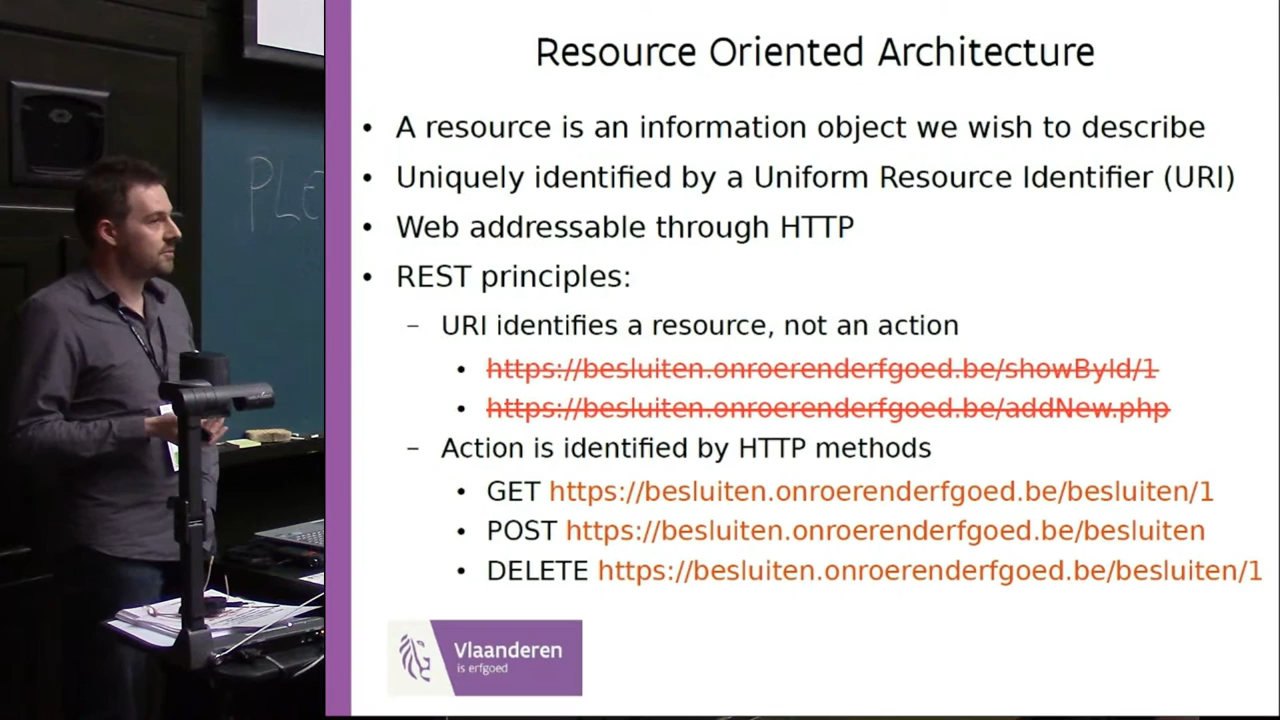 Resource Oriented Architecture
• A resource is an information object we wish to describe
• Uniquely identified by a Uniform Resource Identifier (URI)
• Web addressable through HTTP
• REST principles:
– URI identifies a resource, not an action
• https://besluiten.onroerenderfgoed.be/showById/1
• https://besluiten.onroerenderfgoed.be/addNew.php
– Action is identified by HTTP methods
• GET https://besluiten.onroerenderfgoed.be/besluiten/1
• POST https://besluiten.onroerenderfgoed.be/besluiten
• DELETE https://besluiten.onroerenderfgoed.be/besluiten/1
Vlaanderen
is erfgoed